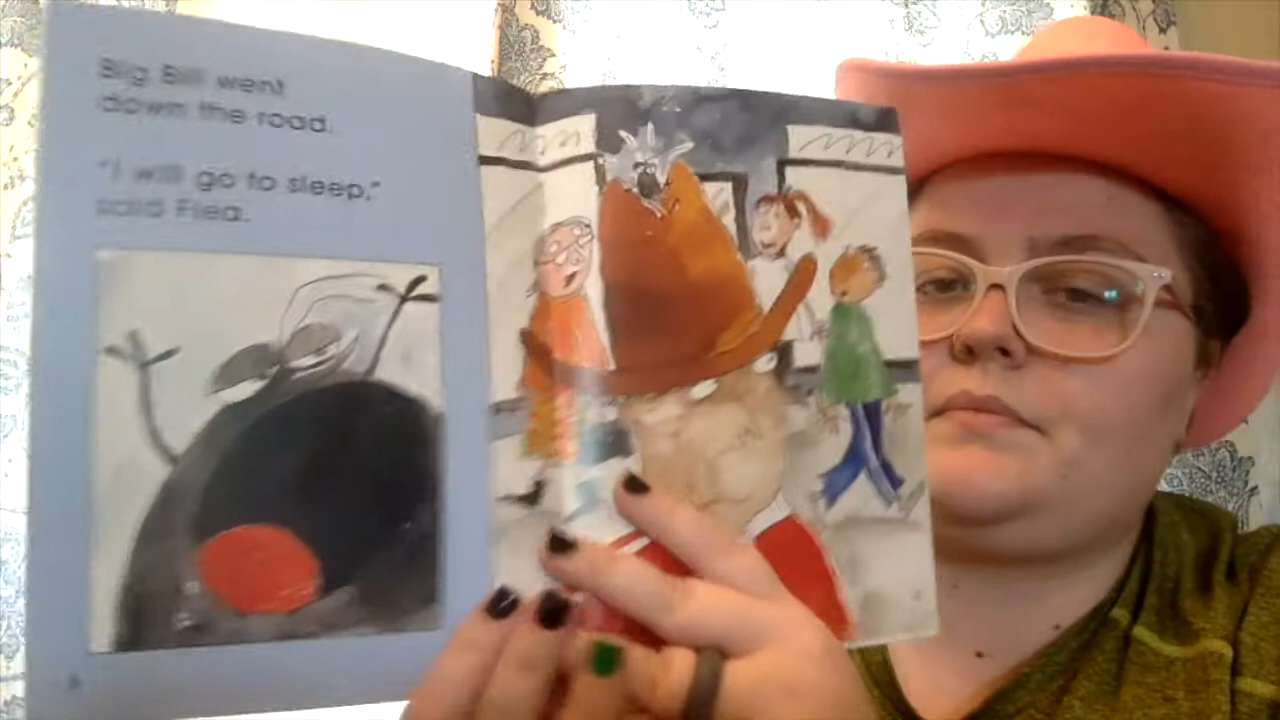 Big Bill went
down the road.
"I will go to sleep,"
said Flea.